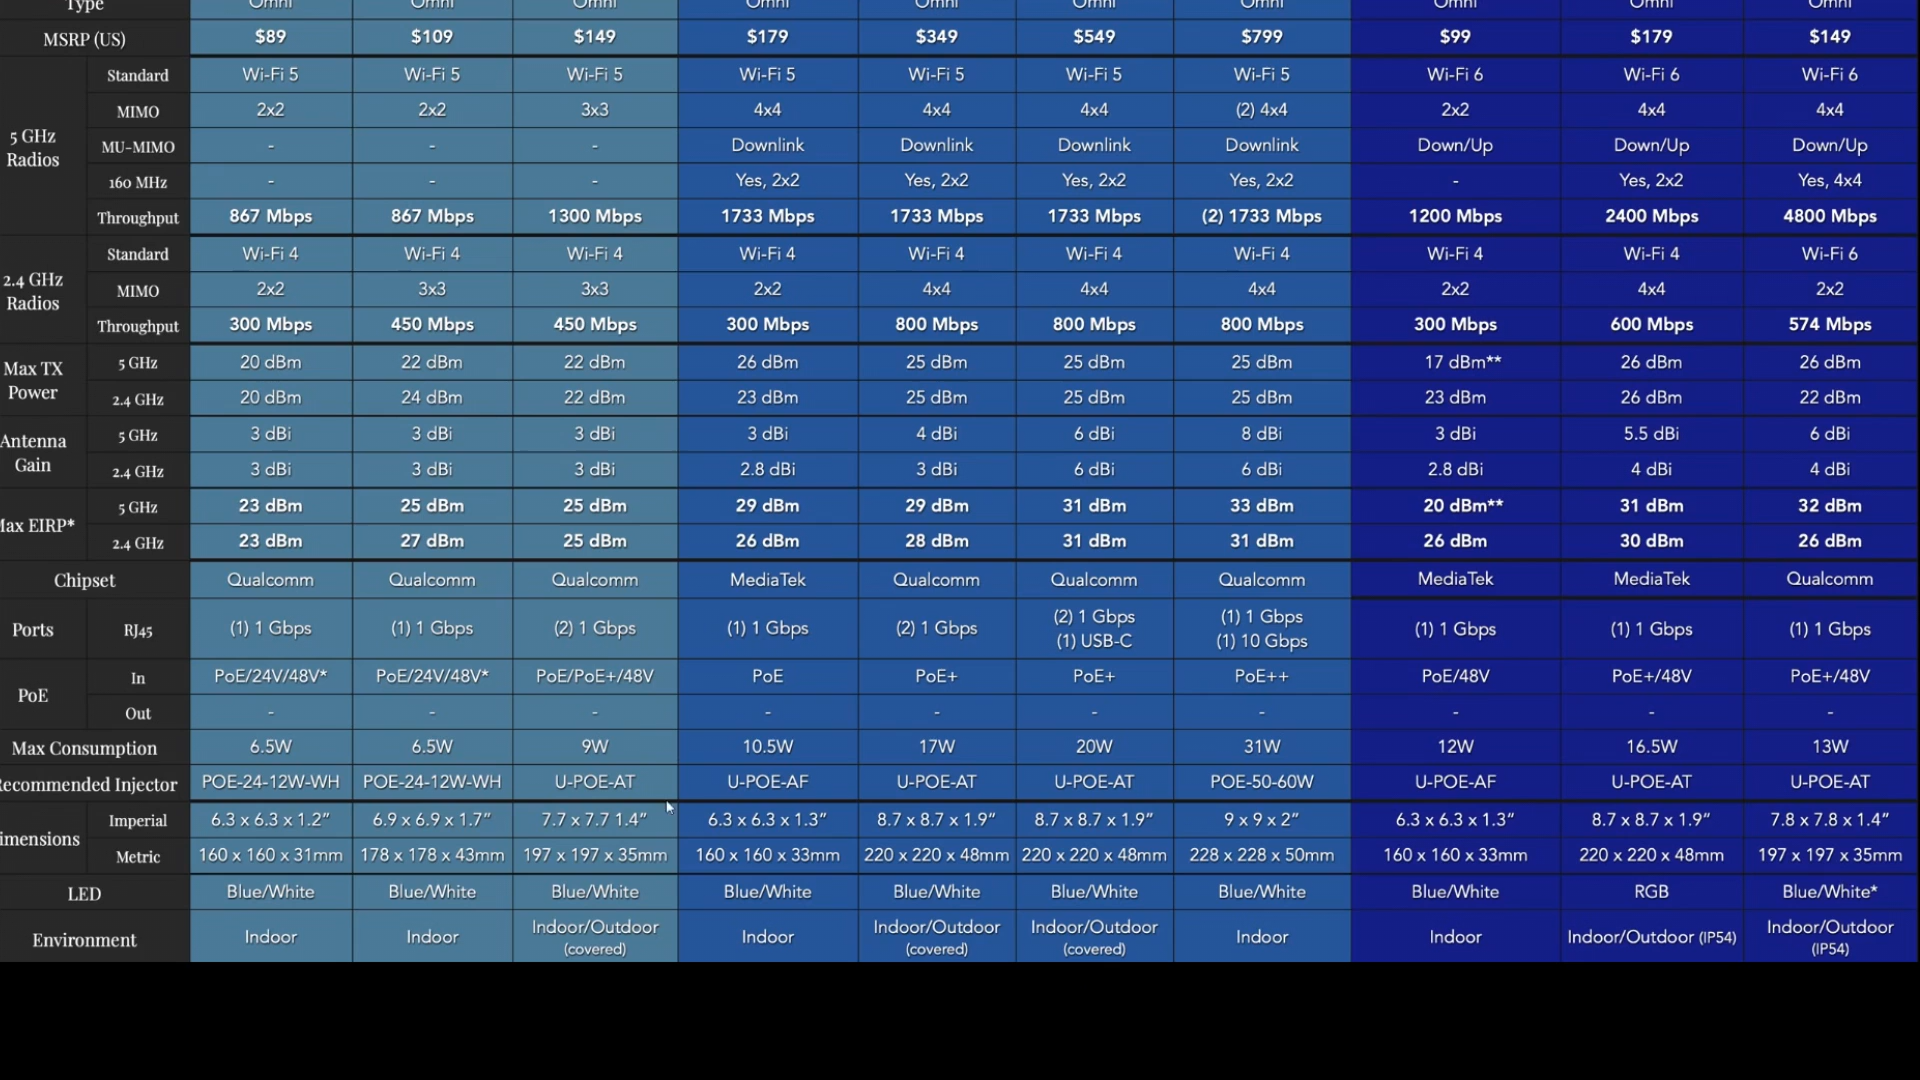 Type Omni Omni Omni Omni Omni Omni Omni Omni Omni Omni
MSRP (US) $89 $109 $149 $179 $349 $549 $799 $99 $179 $149
5 GHz Radios
Standard Wi-Fi 5 Wi-Fi 5 Wi-Fi 5 Wi-Fi 5 Wi-Fi 5 Wi-Fi 5 Wi-Fi 5 Wi-Fi 6 Wi-Fi 6 Wi-Fi 6
MIMO 2x2 2x2 3x3 4x4 4x4 4x4 (2) 4x4 2x2 4x4 4x4
MU-MIMO - - - Downlink Downlink Downlink Downlink Down/Up Down/Up Down/Up
160 MHz - - - Yes, 2x2 Yes, 2x2 Yes, 2x2 Yes, 2x2 - Yes, 2x2 Yes, 4x4
Throughput 867 Mbps 867 Mbps 1300 Mbps 1733 Mbps 1733 Mbps 1733 Mbps (2) 1733 Mbps 1200 Mbps 2400 Mbps 4800 Mbps
2.4 GHz Radios
Standard Wi-Fi 4 Wi-Fi 4 Wi-Fi 4 Wi-Fi 4 Wi-Fi 4 Wi-Fi 4 Wi-Fi 4 Wi-Fi 4 Wi-Fi 4 Wi-Fi 6
MIMO 2x2 3x3 3x3 2x2 4x4 4x4 4x4 2x2 4x4 2x2
Throughput 300 Mbps 450 Mbps 450 Mbps 300 Mbps 800 Mbps 800 Mbps 800 Mbps 300 Mbps 600 Mbps 574 Mbps
Max TX Power
5 GHz 20 dBm 22 dBm 22 dBm 26 dBm 25 dBm 25 dBm 25 dBm 17 dBm** 26 dBm 26 dBm
2.4 GHz 20 dBm 24 dBm 22 dBm 23 dBm 25 dBm 25 dBm 25 dBm 23 dBm 26 dBm 22 dBm
Antenna Gain
5 GHz 3 dBi 3 dBi 3 dBi 3 dBi 4 dBi 6 dBi 8 dBi 3 dBi 5.5 dBi 6 dBi
2.4 GHz 3 dBi 3 dBi 3 dBi 2.8 dBi 3 dBi 6 dBi 6 dBi 2.8 dBi 4 dBi 4 dBi
Max EIRP*
5 GHz 23 dBm 25 dBm 25 dBm 29 dBm 29 dBm 31 dBm 33 dBm 20 dBm** 31 dBm 32 dBm
2.4 GHz 23 dBm 27 dBm 25 dBm 26 dBm 28 dBm 31 dBm 31 dBm 26 dBm 30 dBm 26 dBm
Chipset Qualcomm Qualcomm Qualcomm MediaTek Qualcomm Qualcomm Qualcomm MediaTek MediaTek Qualcomm
Ports RJ45 (1) 1 Gbps (1) 1 Gbps (2) 1 Gbps (1) 1 Gbps (2) 1 Gbps (2) 1 Gbps (1) USB-C (1) 1 Gbps (1) 10 Gbps (1) 1 Gbps (1) 1 Gbps (1) 1 Gbps
PoE
In PoE/24V/48V* PoE/24V/48V* PoE/PoE+/48V PoE PoE+ PoE+ PoE++ PoE/48V PoE+/48V PoE+/48V
Out - - - - - - - - - -
Max Consumption 6.5W 6.5W 9W 10.5W 17W 20W 31W 12W 16.5W 13W
ecommended Injector POE-24-12W-WH POE-24-12W-WH U-POE-AT U-POE-AF U-POE-AT U-POE-AT POE-50-60W U-POE-AF U-POE-AT U-POE-AT
imensions
Imperial 6.3 x 6.3 x 1.2” 6.9 x 6.9 x 1.7” 7.7 x 7.7 1.4” 6.3 x 6.3 x 1.3” 8.7 x 8.7 x 1.9” 8.7 x 8.7 x 1.9” 9 x 9 x 2” 6.3 x 6.3 x 1.3” 8.7 x 8.7 x 1.9” 7.8 x 7.8 x 1.4”
Metric 160 x 160 x 31mm 178 x 178 x 43mm 197 x 197 x 35mm 160 x 160 x 33mm 220 x 220 x 48mm 220 x 220 x 48mm 228 x 228 x 50mm 160 x 160 x 33mm 220 x 220 x 48mm 197 x 197 x 35mm
LED Blue/White Blue/White Blue/White Blue/White Blue/White Blue/White Blue/White Blue/White RGB Blue/White*
Environment Indoor Indoor Indoor/Outdoor (covered) Indoor Indoor/Outdoor (covered) Indoor/Outdoor (covered) Indoor Indoor Indoor/Outdoor (IP54) Indoor/Outdoor (IP54)